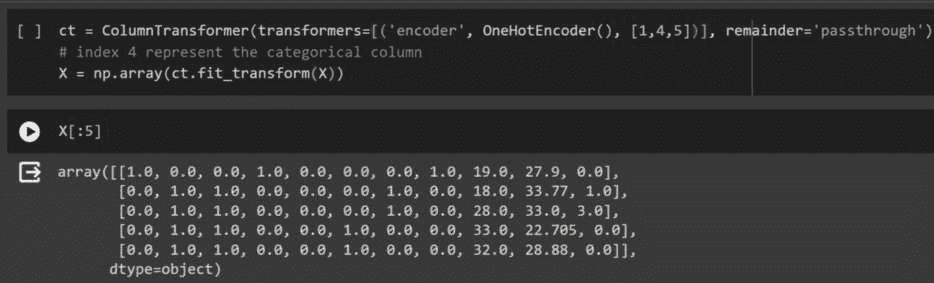 [ ] ct = ColumnTransformer(transformers=[('encoder', OneHotEncoder(), [1,4,5])], remainder='passthrough')
# index 4 represent the categorical column
X = np.array(ct.fit_transform(X))
X[:5]
array([[1.0, 0.0, 0.0, 1.0, 0.0, 0.0, 0.0, 1.0, 19.0, 27.9, 0.0],
[0.0, 1.0, 1.0, 0.0, 0.0, 0.0, 1.0, 0.0, 18.0, 33.77, 1.0],
[0.0, 1.0, 1.0, 0.0, 0.0, 0.0, 1.0, 0.0, 28.0, 33.0, 3.0],
[0.0, 1.0, 1.0, 0.0, 0.0, 1.0, 0.0, 0.0, 33.0, 22.705, 0.0],
[0.0, 1.0, 1.0, 0.0, 0.0, 1.0, 0.0, 0.0, 32.0, 28.88, 0.0]],
dtype=object)